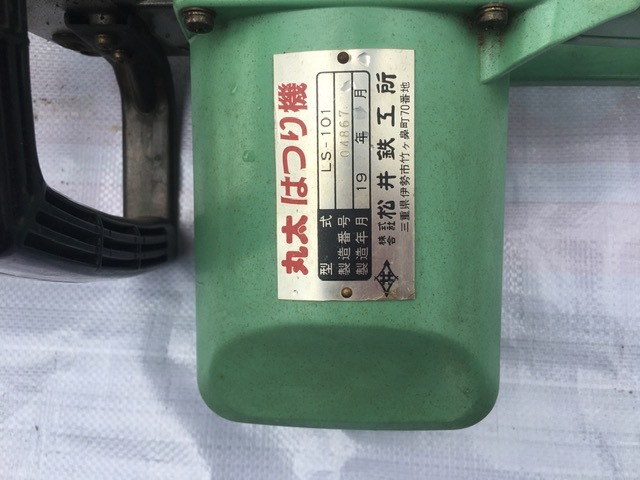 丸太はつり機
型式 LS-101
製造番号 04867
製造年月 19 年 月
株式会社 松井鉄工所
三重県伊勢市竹ヶ鼻町70番地